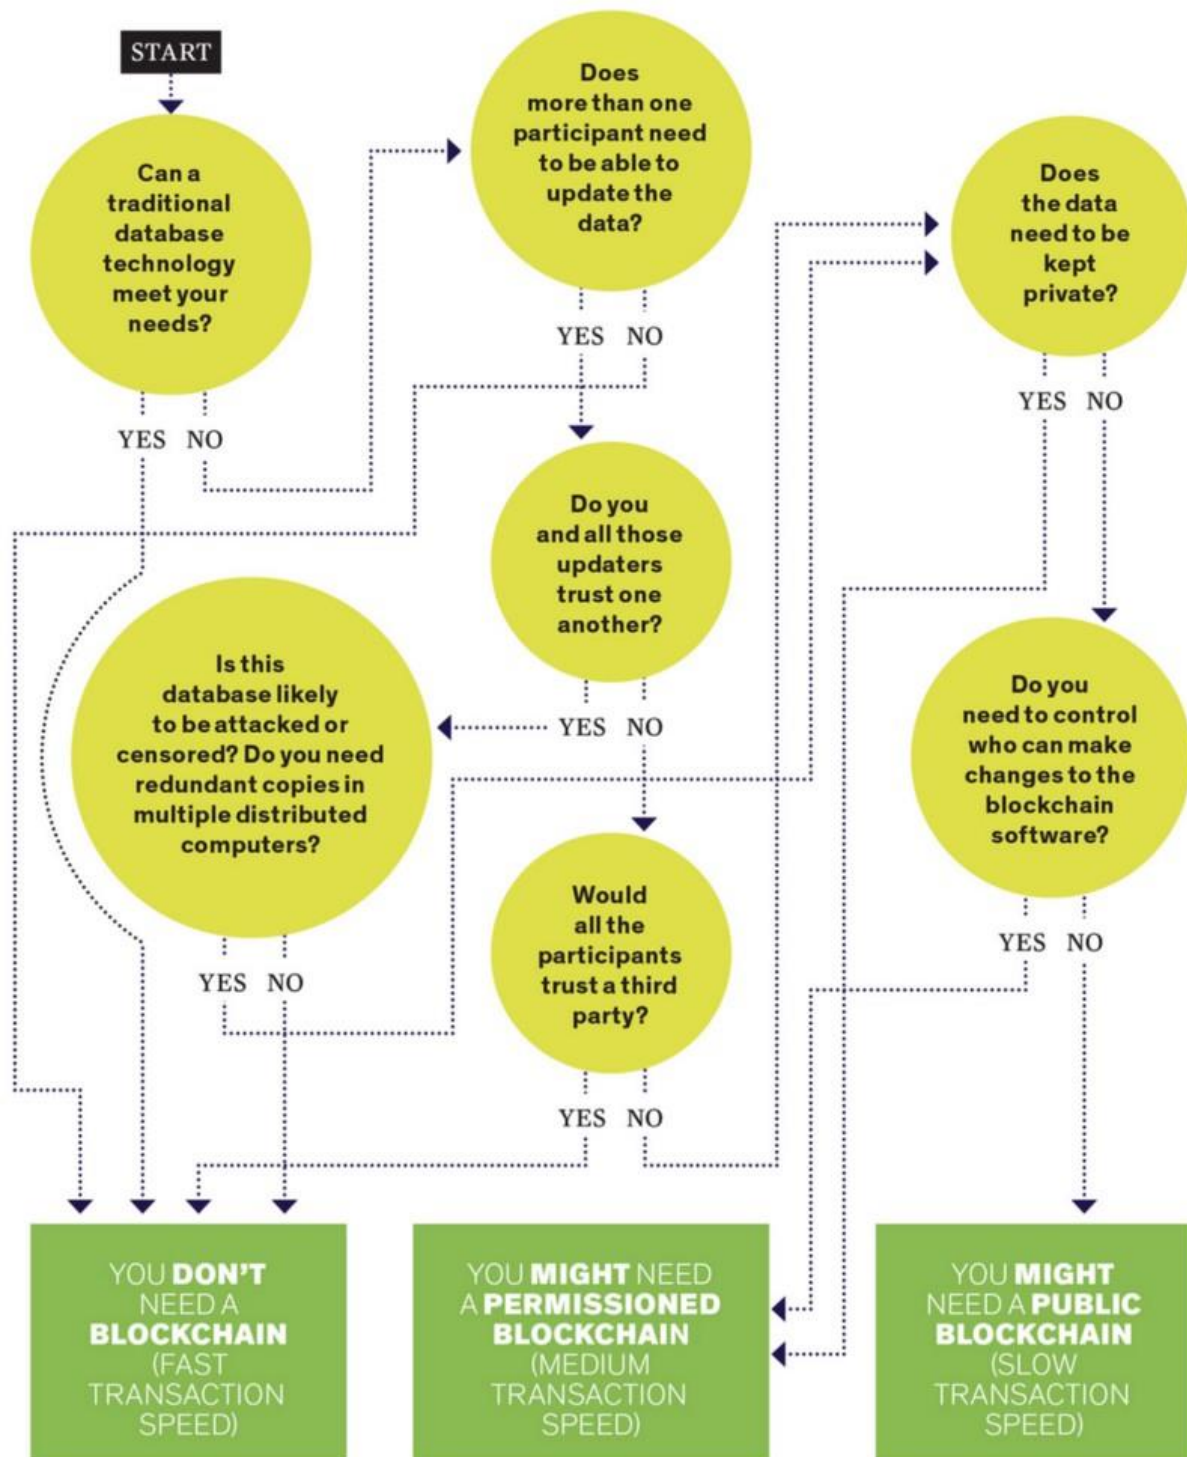 START
Can a
traditional
database
technology
meet your
needs?
YES NO
Does
more than one
participant need
to be able to
update the
data?
YES NO
Do you
and all those
updaters
trust one
another?
YES NO
Is this
database likely
to be attacked or
censored? Do you need
redundant copies in
multiple distributed
computers?
YES NO
Would
all the
participants
trust a third
party?
YES NO
Does
the data
need to be
kept
private?
YES NO
Do you
need to control
who can make
changes to the
blockchain
software?
YES NO
YOU DON'T
NEED A
BLOCKCHAIN
(FAST
TRANSACTION
SPEED)
YOU MIGHT NEED
A PERMISSIONED
BLOCKCHAIN
(MEDIUM
TRANSACTION
SPEED)
YOU MIGHT
NEED A PUBLIC
BLOCKCHAIN
(SLOW
TRANSACTION
SPEED)